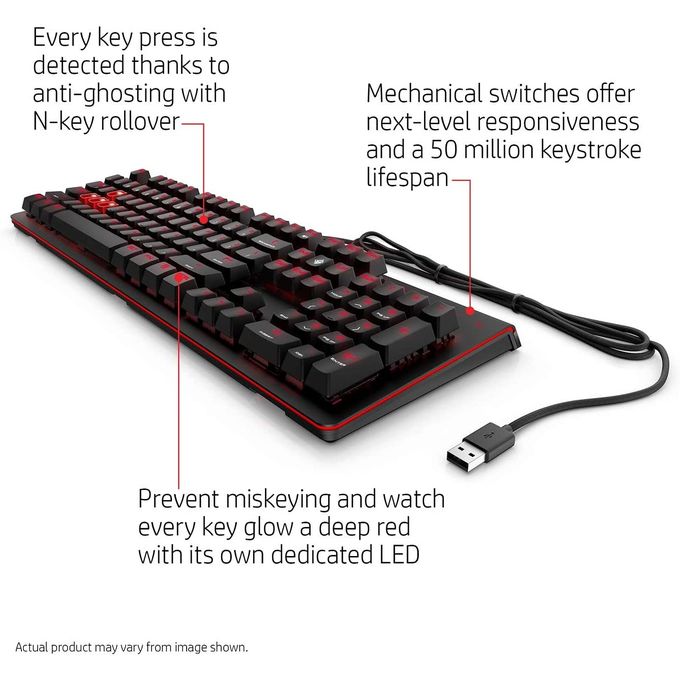 Every key press is
detected thanks to
anti-ghosting with
N-key rollover
Mechanical switches offer
next-level responsiveness
and a 50 million keystroke
lifespan
Prevent miskeying and watch
every key glow a deep red
with its own dedicated LED
Actual product may vary from image shown.